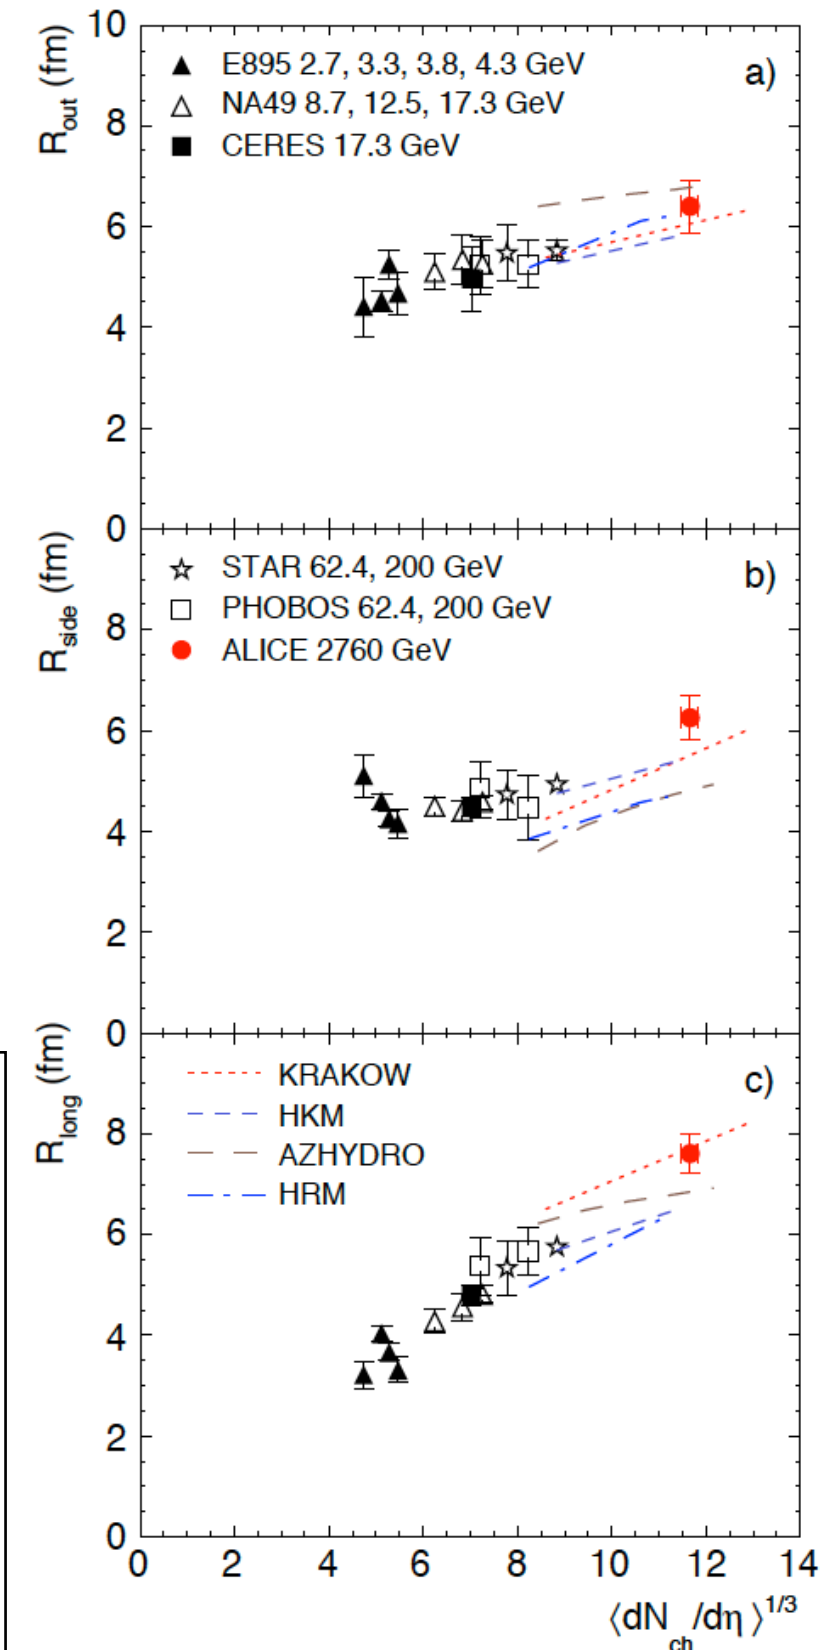 10
R_out (fm)
E895 2.7, 3.3, 3.8, 4.3 GeV
a)
NA49 8.7, 12.5, 17.3 GeV
CERES 17.3 GeV
8
6
4
2
0
R_side (fm)
STAR 62.4, 200 GeV
b)
PHOBOS 62.4, 200 GeV
ALICE 2760 GeV
8
6
4
2
0
R_long (fm)
KRAKOW
c)
HKM
AZHYDRO
HRM
8
6
4
2
0
0 2 4 6 8 10 12 14
⟨dN_ch/dη⟩^1/3